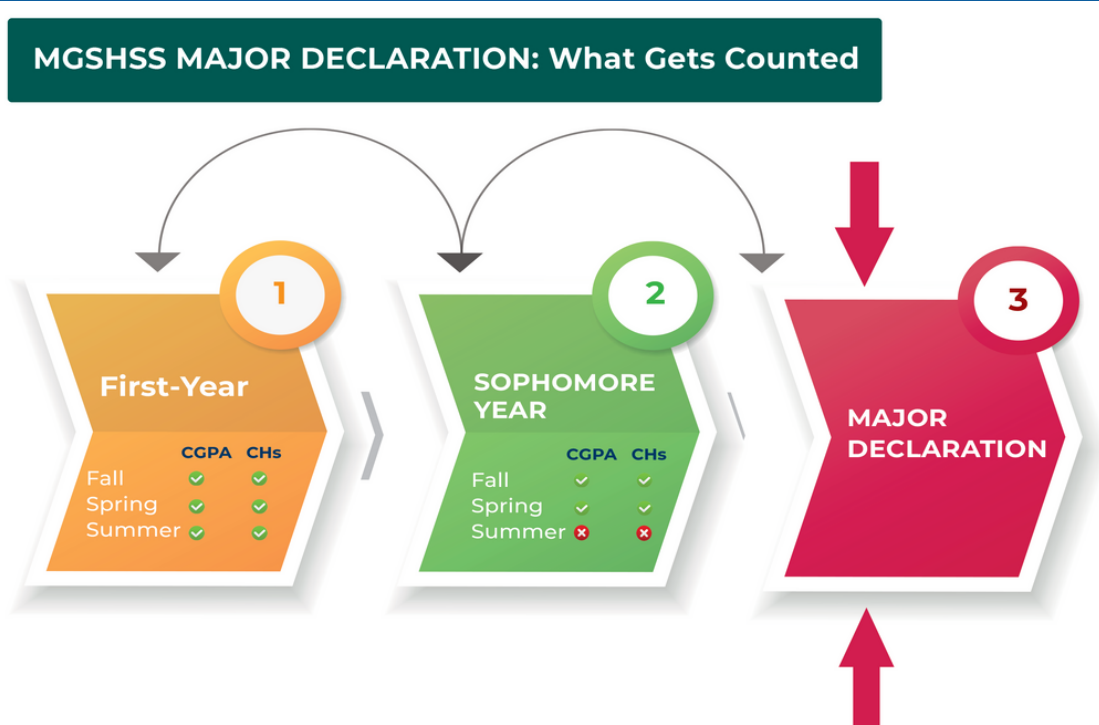 MGSHSS MAJOR DECLARATION: What Gets Counted
1
First-Year
CGPA CHs
Fall
Spring
Summer
2
SOPHOMORE
YEAR
CGPA CHs
Fall
Spring
Summer
3
MAJOR
DECLARATION